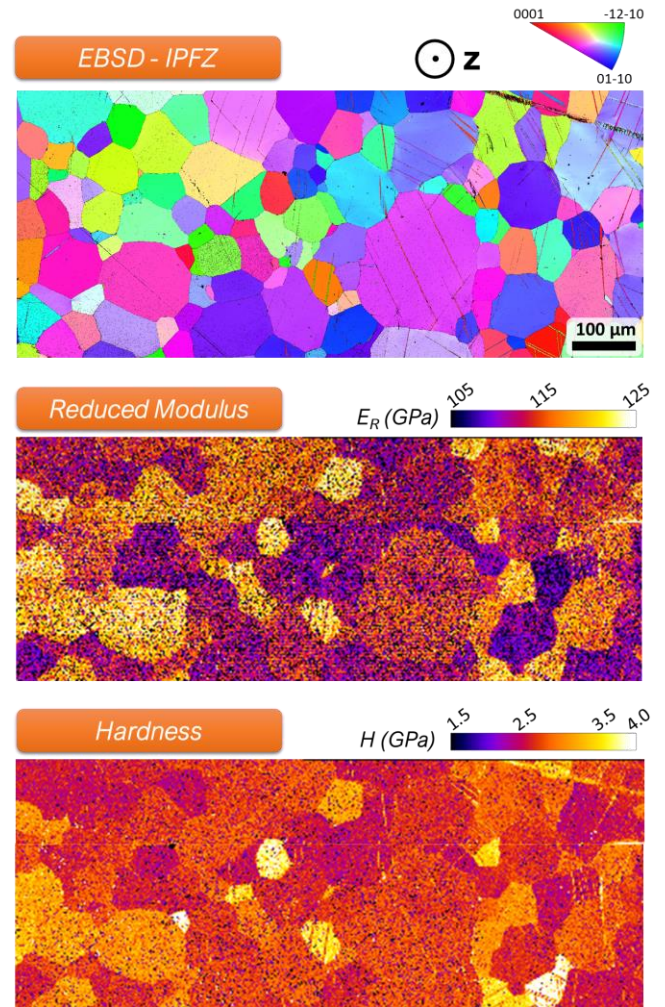 0001
-12-10
EBSD - IPFZ
z
01-10
100 µm
Reduced Modulus
E_R (GPa)
105
115
125
Hardness
H (GPa)
1.5
2.5
3.5
4.0